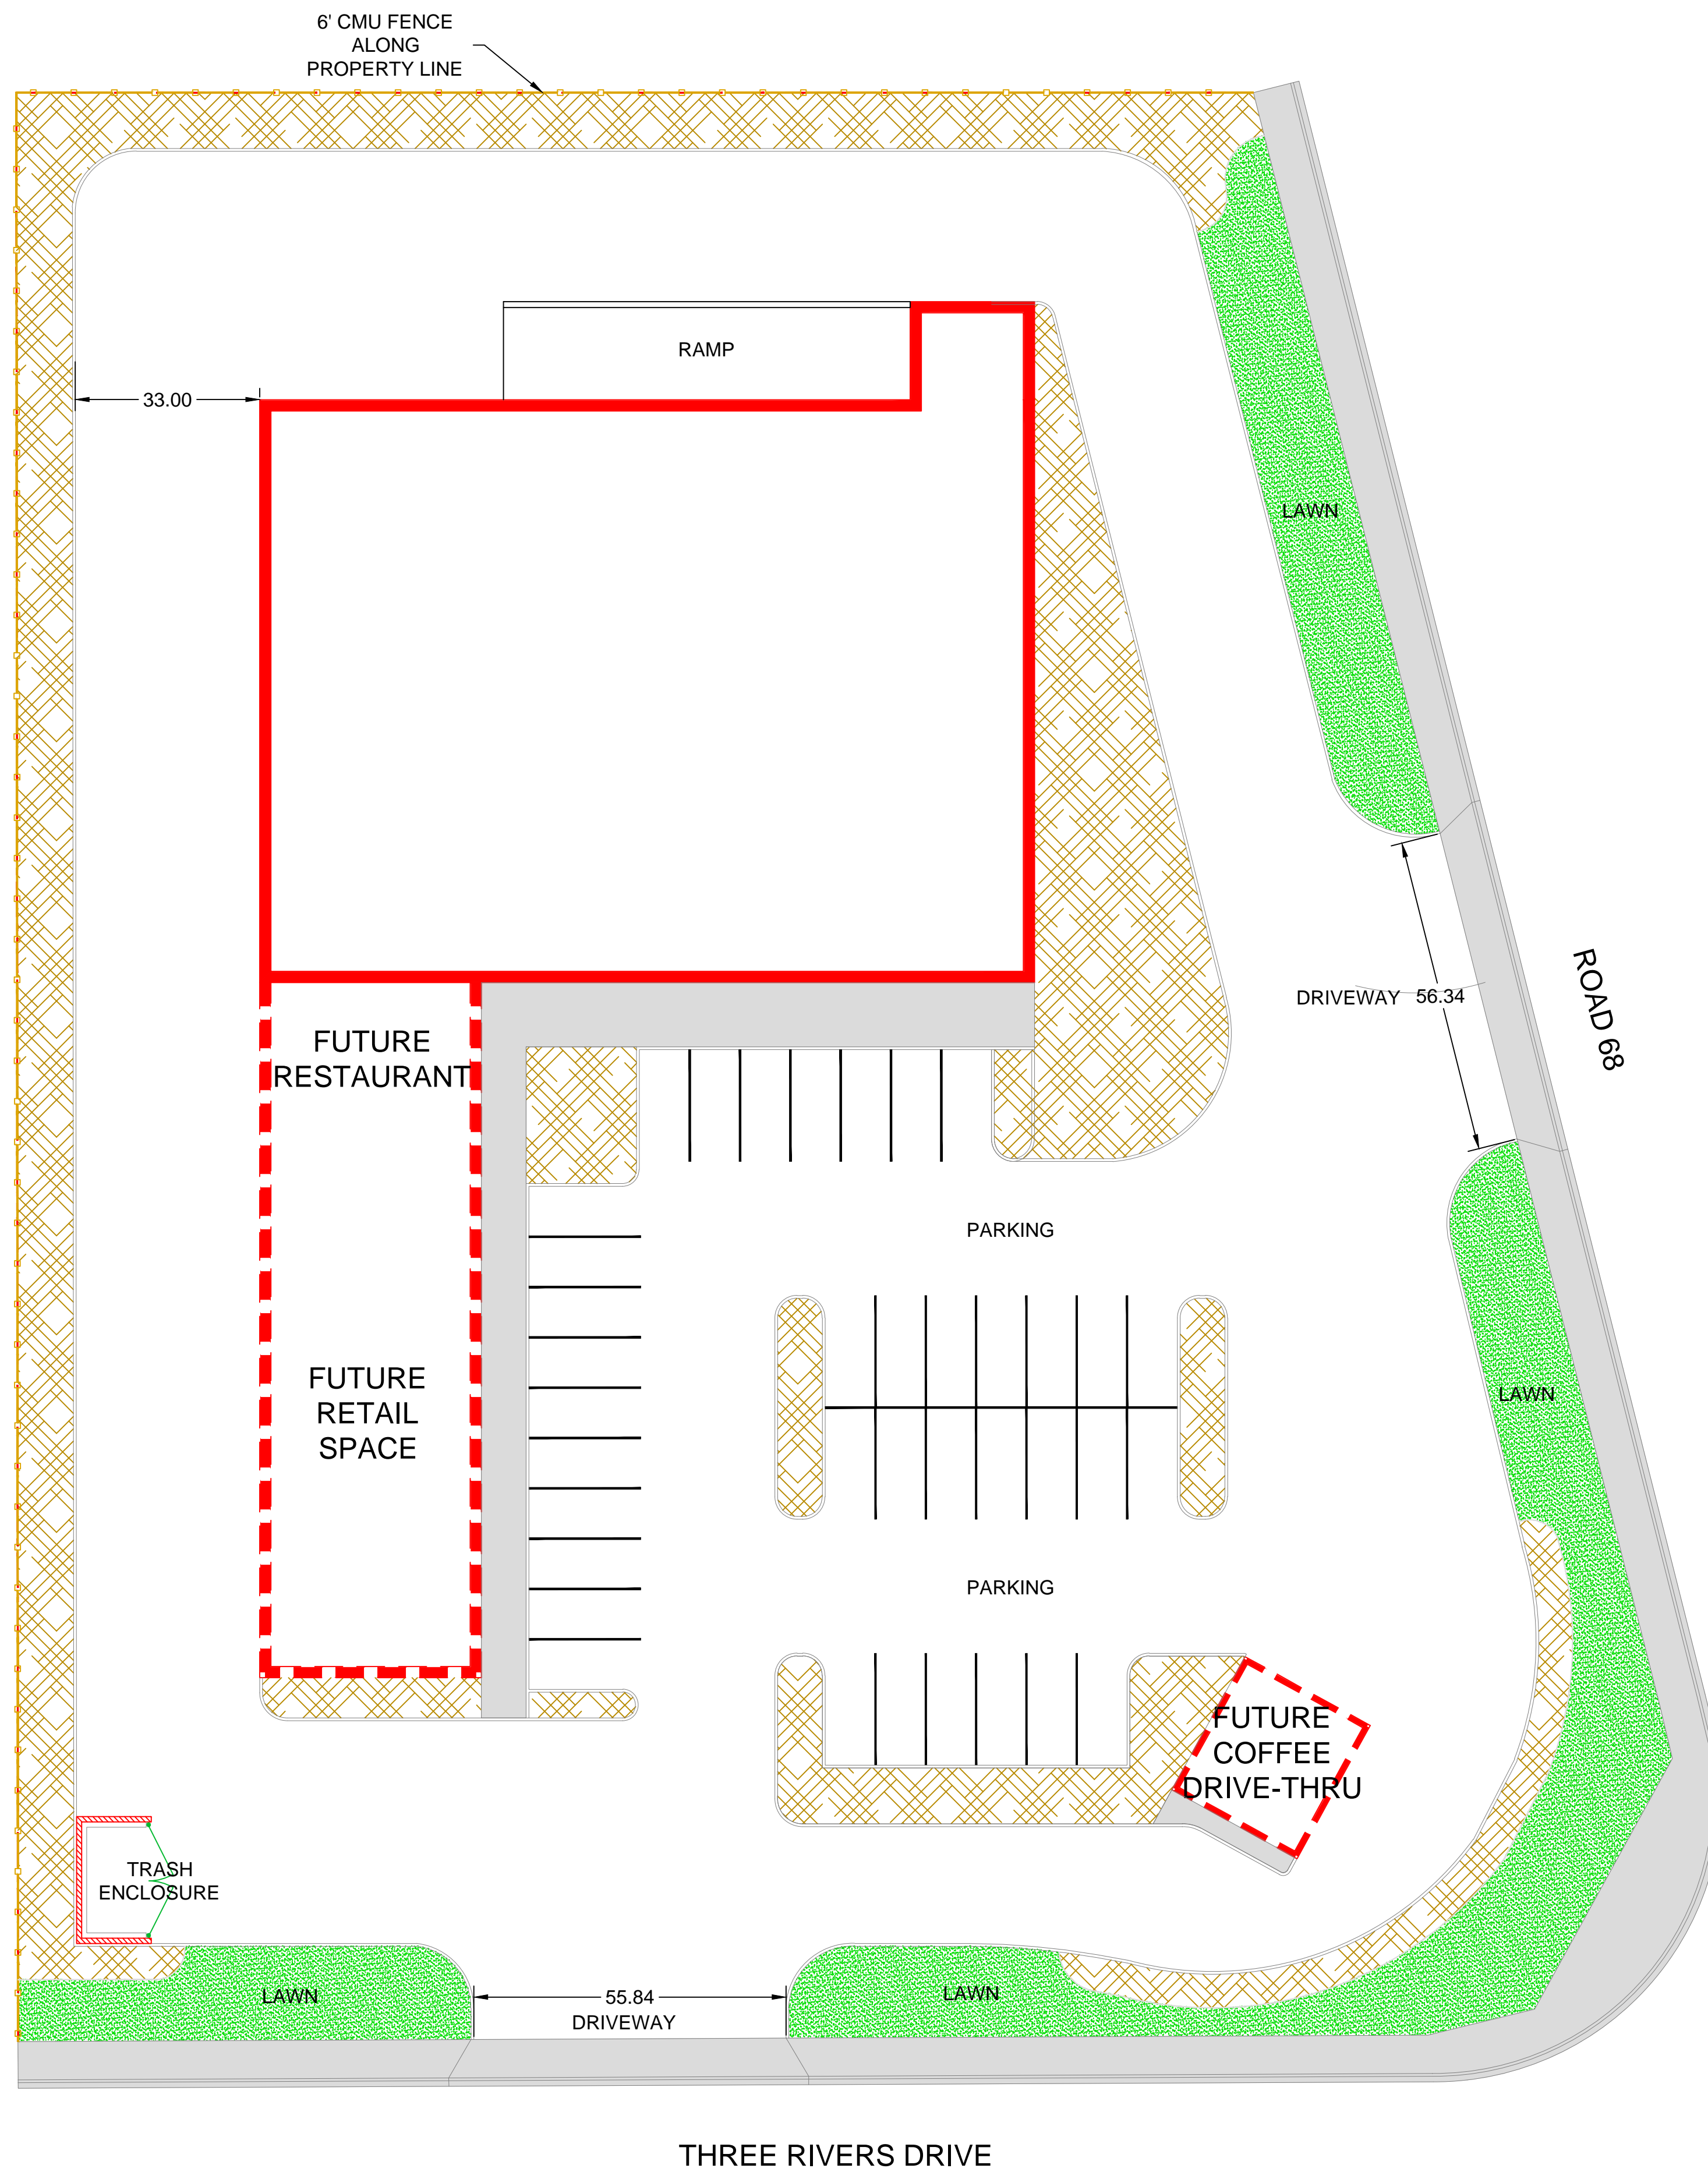 6' CMU FENCE
ALONG
PROPERTY LINE
RAMP
33.00
LAWN
ROAD 68
DRIVEWAY
56.34
FUTURE
RESTAURANT
PARKING
FUTURE
RETAIL
SPACE
LAWN
PARKING
FUTURE
COFFEE
DRIVE-THRU
TRASH
ENCLOSURE
LAWN
55.84
DRIVEWAY
LAWN
THREE RIVERS DRIVE